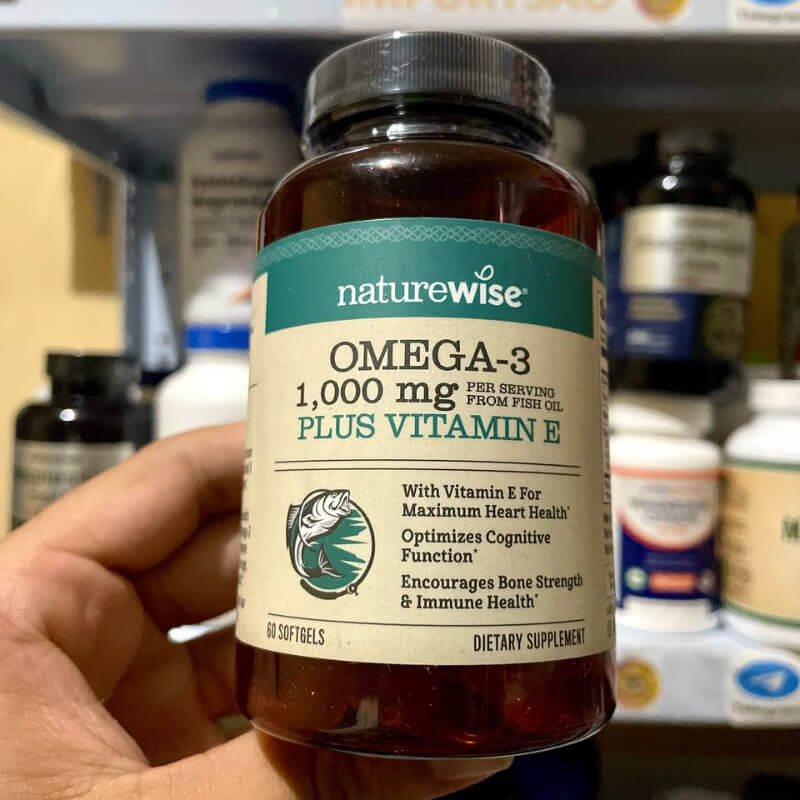 naturewise®
OMEGA-3
1,000 mg PER SERVING
FROM FISH OIL
PLUS VITAMIN E
With Vitamin E For
Maximum Heart Health*
Optimizes Cognitive
Function*
Encourages Bone Strength
& Immune Health*
60 SOFTGELS
DIETARY SUPPLEMENT